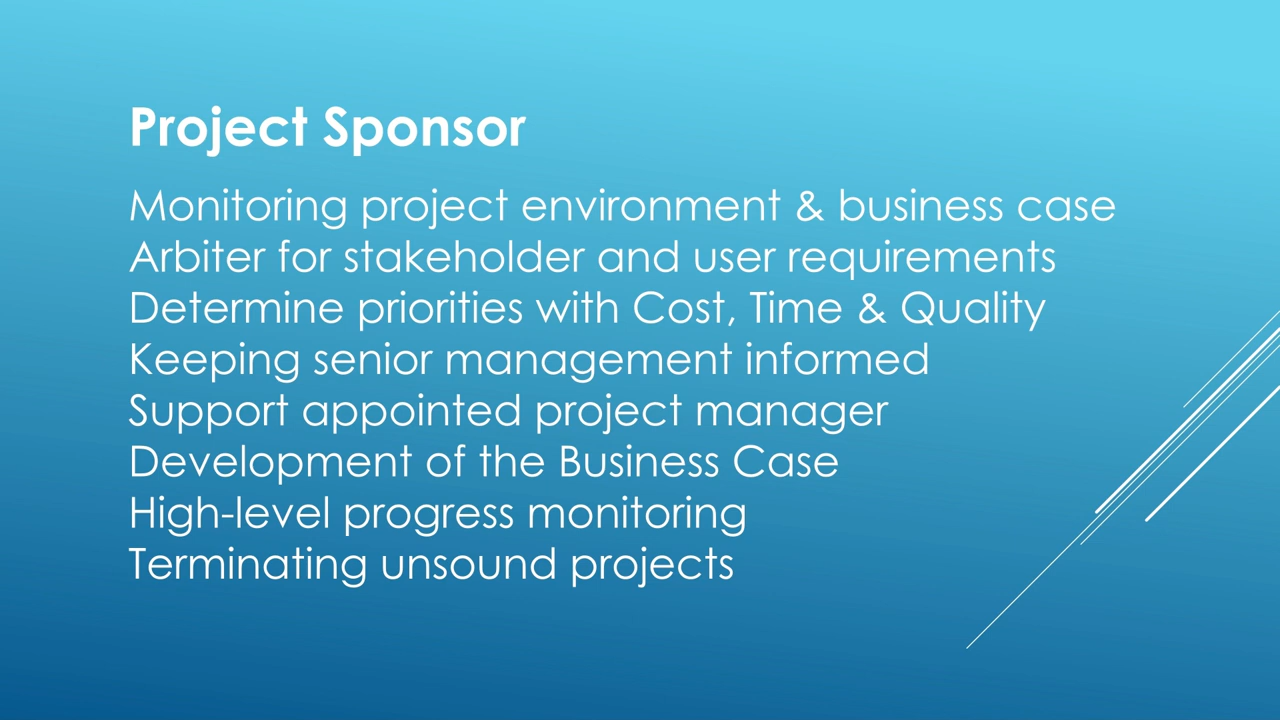 Project Sponsor
Monitoring project environment & business case
Arbiter for stakeholder and user requirements
Determine priorities with Cost, Time & Quality
Keeping senior management informed
Support appointed project manager
Development of the Business Case
High-level progress monitoring
Terminating unsound projects